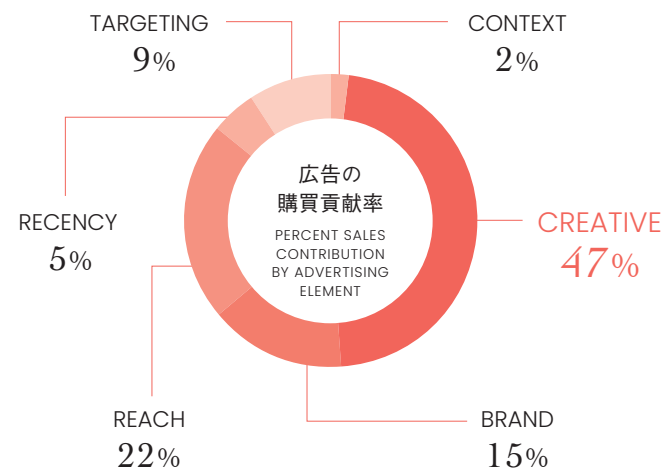 TARGETING
9%
CONTEXT
2%
広告の
購買貢献率
PERCENT SALES
CONTRIBUTION
BY ADVERTISING
ELEMENT
RECENCY
5%
CREATIVE
47%
REACH
22%
BRAND
15%